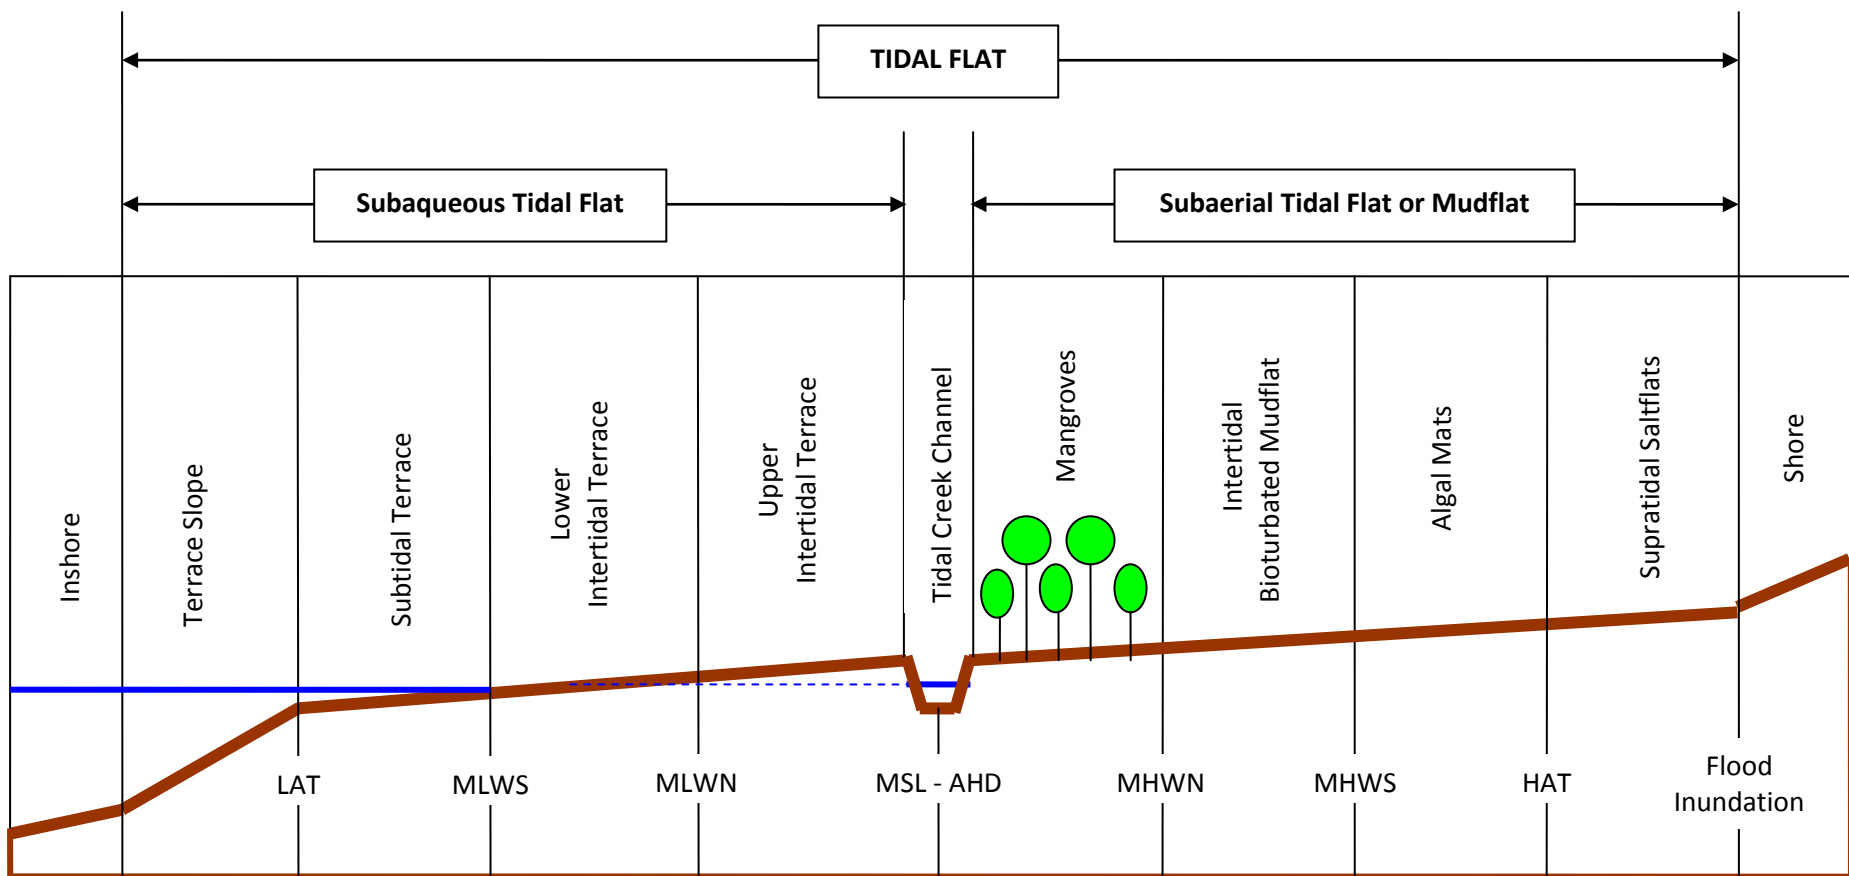 TIDAL FLAT
Subaqueous Tidal Flat
Subaerial Tidal Flat or Mudflat
Inshore
Terrace Slope
Subtidal Terrace
Lower
Intertidal Terrace
Upper
Intertidal Terrace
Tidal Creek Channel
Mangroves
Intertidal
Bioturbated Mudflat
Algal Mats
Supratidal Saltflats
Shore
LAT
MLWS
MLWN
MSL - AHD
MHWN
MHWS
HAT
Flood
Inundation